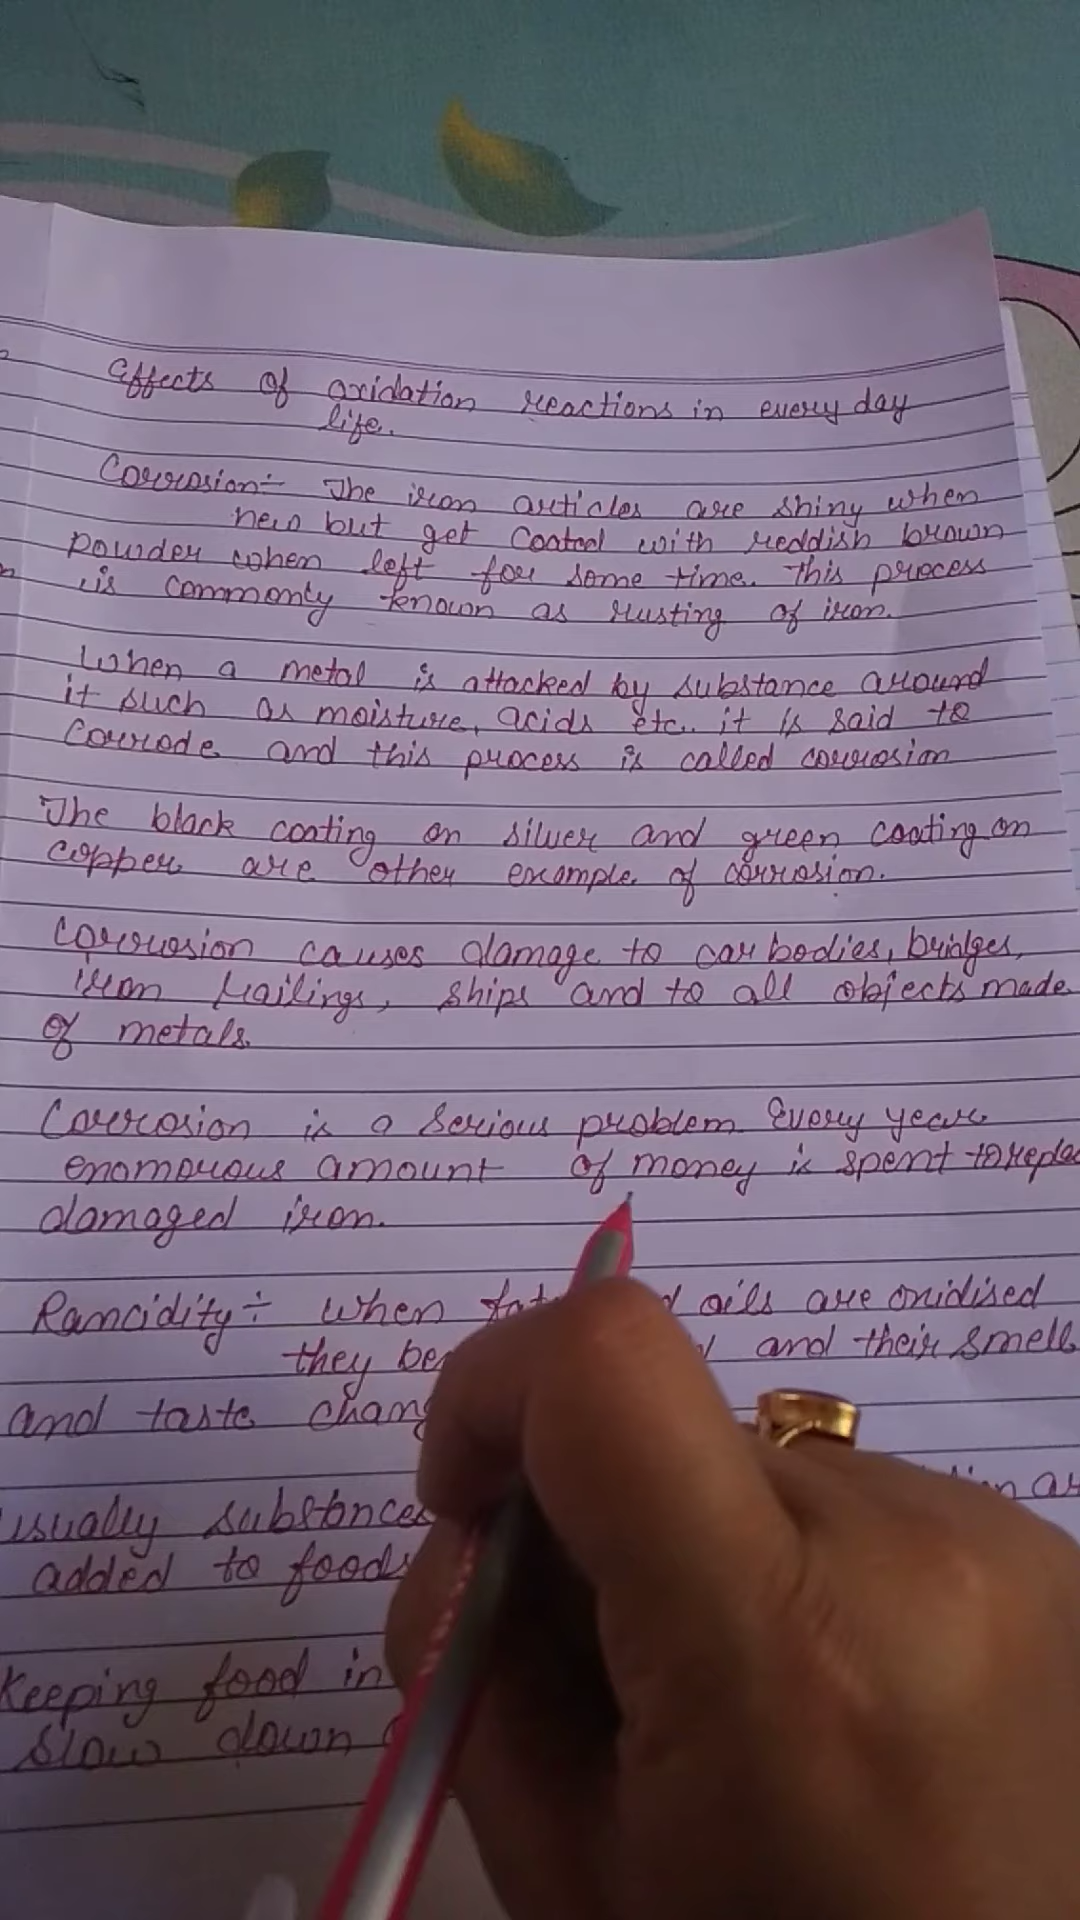 Effects of oxidation reactions in every day
life.
Corrosion÷ The iron articles are shiny when
new but get coated with reddish brown
powder when left for some time. This process
is commonly known as rusting of iron.
When a metal is attacked by substance around
it such as moisture, acids etc. it is said to
corrode and this process is called corrosion
The black coating on silver and green coating on
copper are other example of corrosion.
Corrosion causes damage to car bodies, bridges,
iron railings, ships and to all objects made
of metals.
Corrosion is a serious problem Every year
enomorous amount of money is spent to replac
damaged iron.
Rancidity÷ when oils are oxidised
they and their smell
and taste
usually substances
added to foods
Keeping food in
slow down